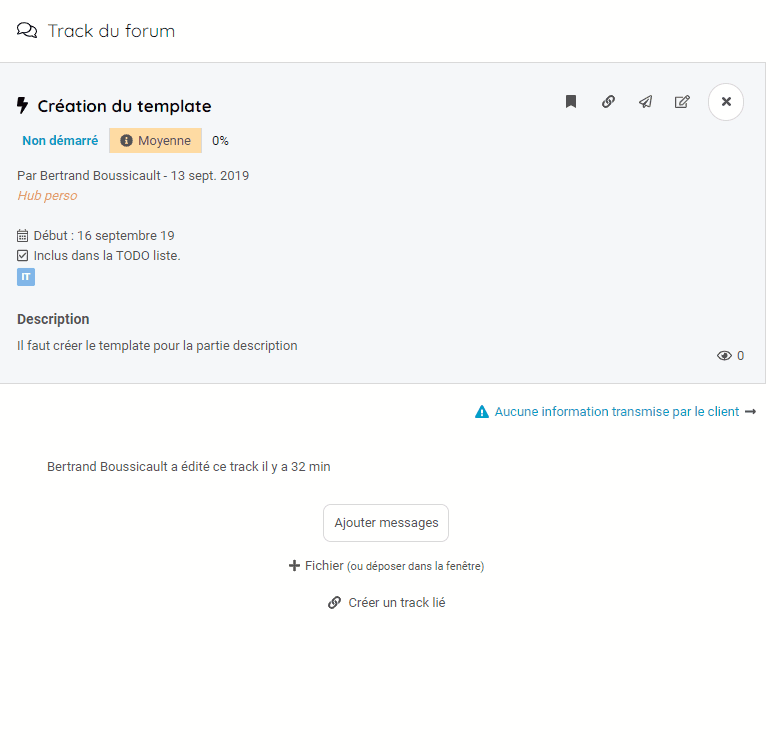 Track du forum
Création du template
Non démarré Moyenne 0%
Par Bertrand Boussicault - 13 sept. 2019
Hub perso
Début : 16 septembre 19
Inclus dans la TODO liste.
IT
Description
Il faut créer le template pour la partie description
0
Aucune information transmise par le client
Bertrand Boussicault a édité ce track il y a 32 min
Ajouter messages
Fichier (ou déposer dans la fenêtre)
Créer un track lié